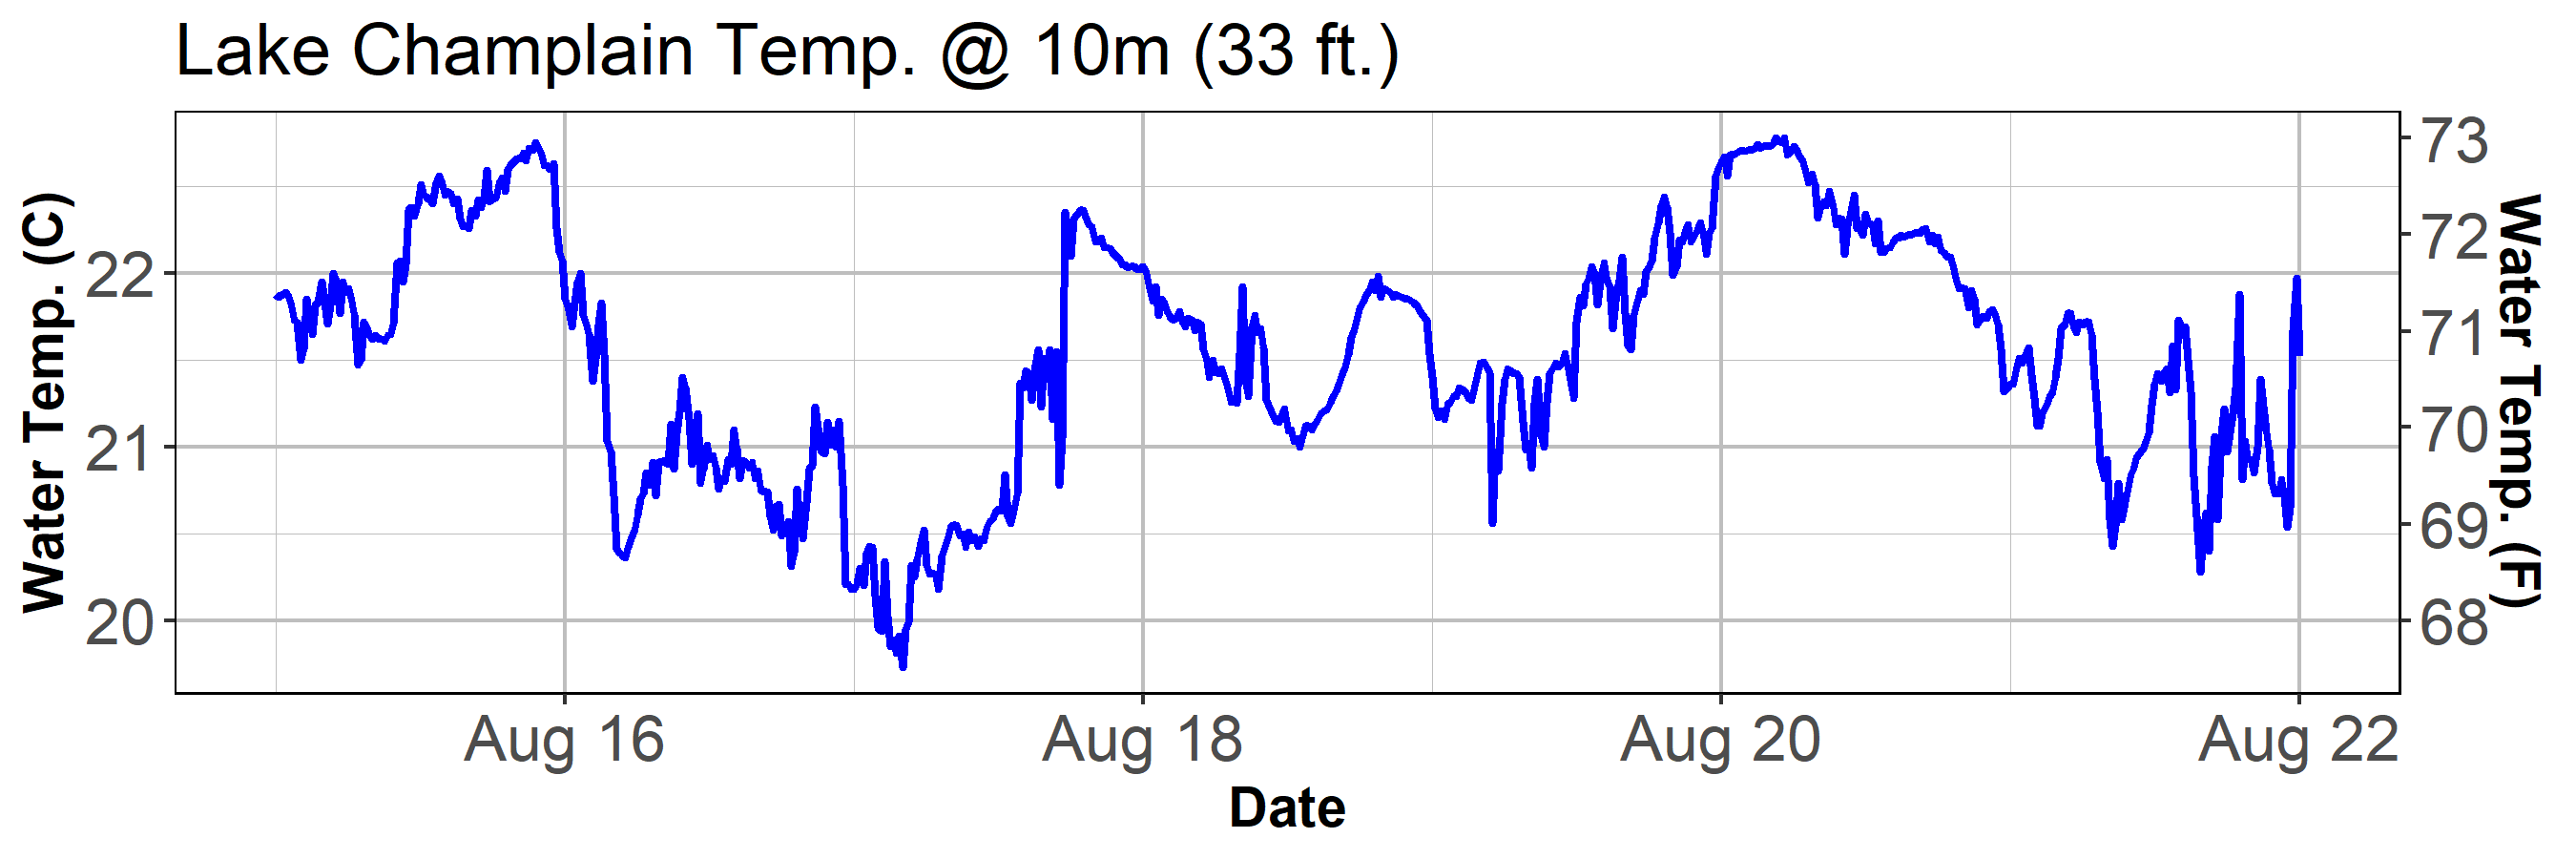 Lake Champlain Temp. @ 10m (33 ft.)
Water Temp. (C)
22
21
20
73
72
71
70
69
68
Water Temp. (F)
Aug 16
Aug 18
Aug 20
Aug 22
Date